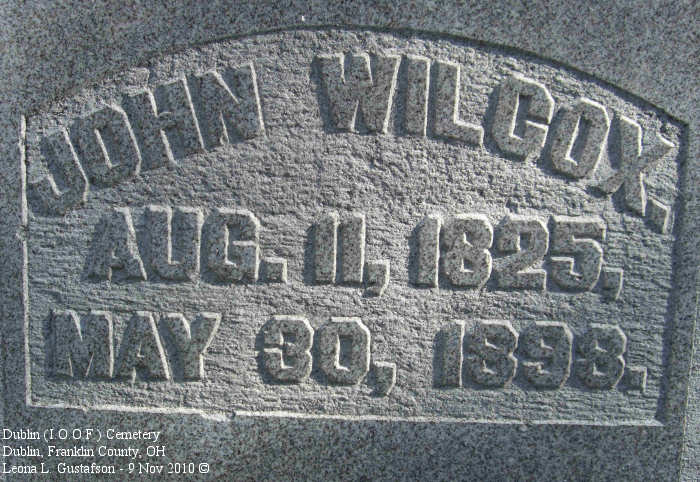 JOHN WILCOX.
AUG. 11, 1825.
MAY 30, 1898.
Dublin (I.O.O.F.) Cemetery
Dublin, Franklin County, OH
Leona L. Gustafson - 9 Nov 2010 ©